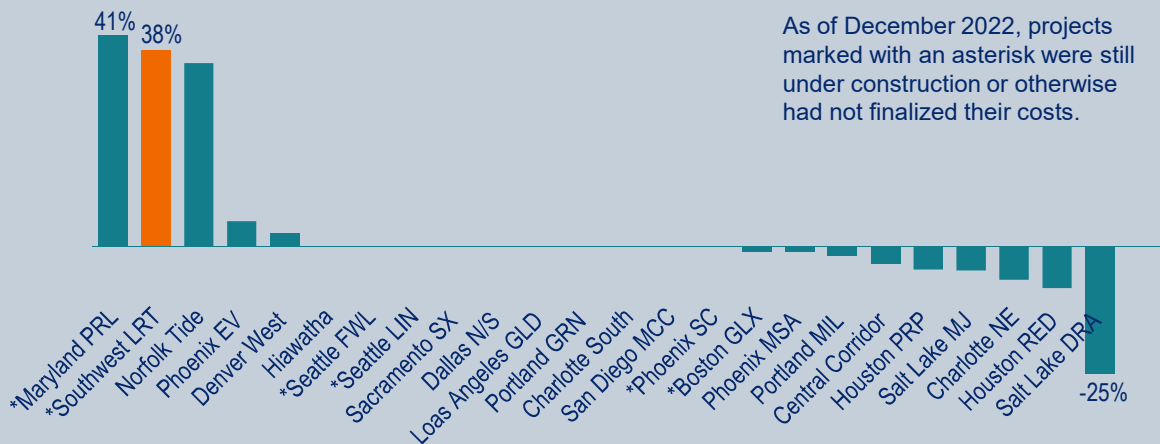 41%
38%
As of December 2022, projects
marked with an asterisk were still
under construction or otherwise
had not finalized their costs.
*Maryland PRL
*Southwest LRT
Norfolk Tide
Phoenix EV
Denver West
Hiawatha
*Seattle FWL
*Seattle LIN
Sacramento SX
Dallas N/S
Loas Angeles GLD
Portland GRN
Charlotte South
San Diego MCC
*Phoenix SC
*Boston GLX
Phoenix MSA
Portland MIL
Central Corridor
Houston PRP
Salt Lake MJ
Charlotte NE
Houston RED
Salt Lake DRA
-25%